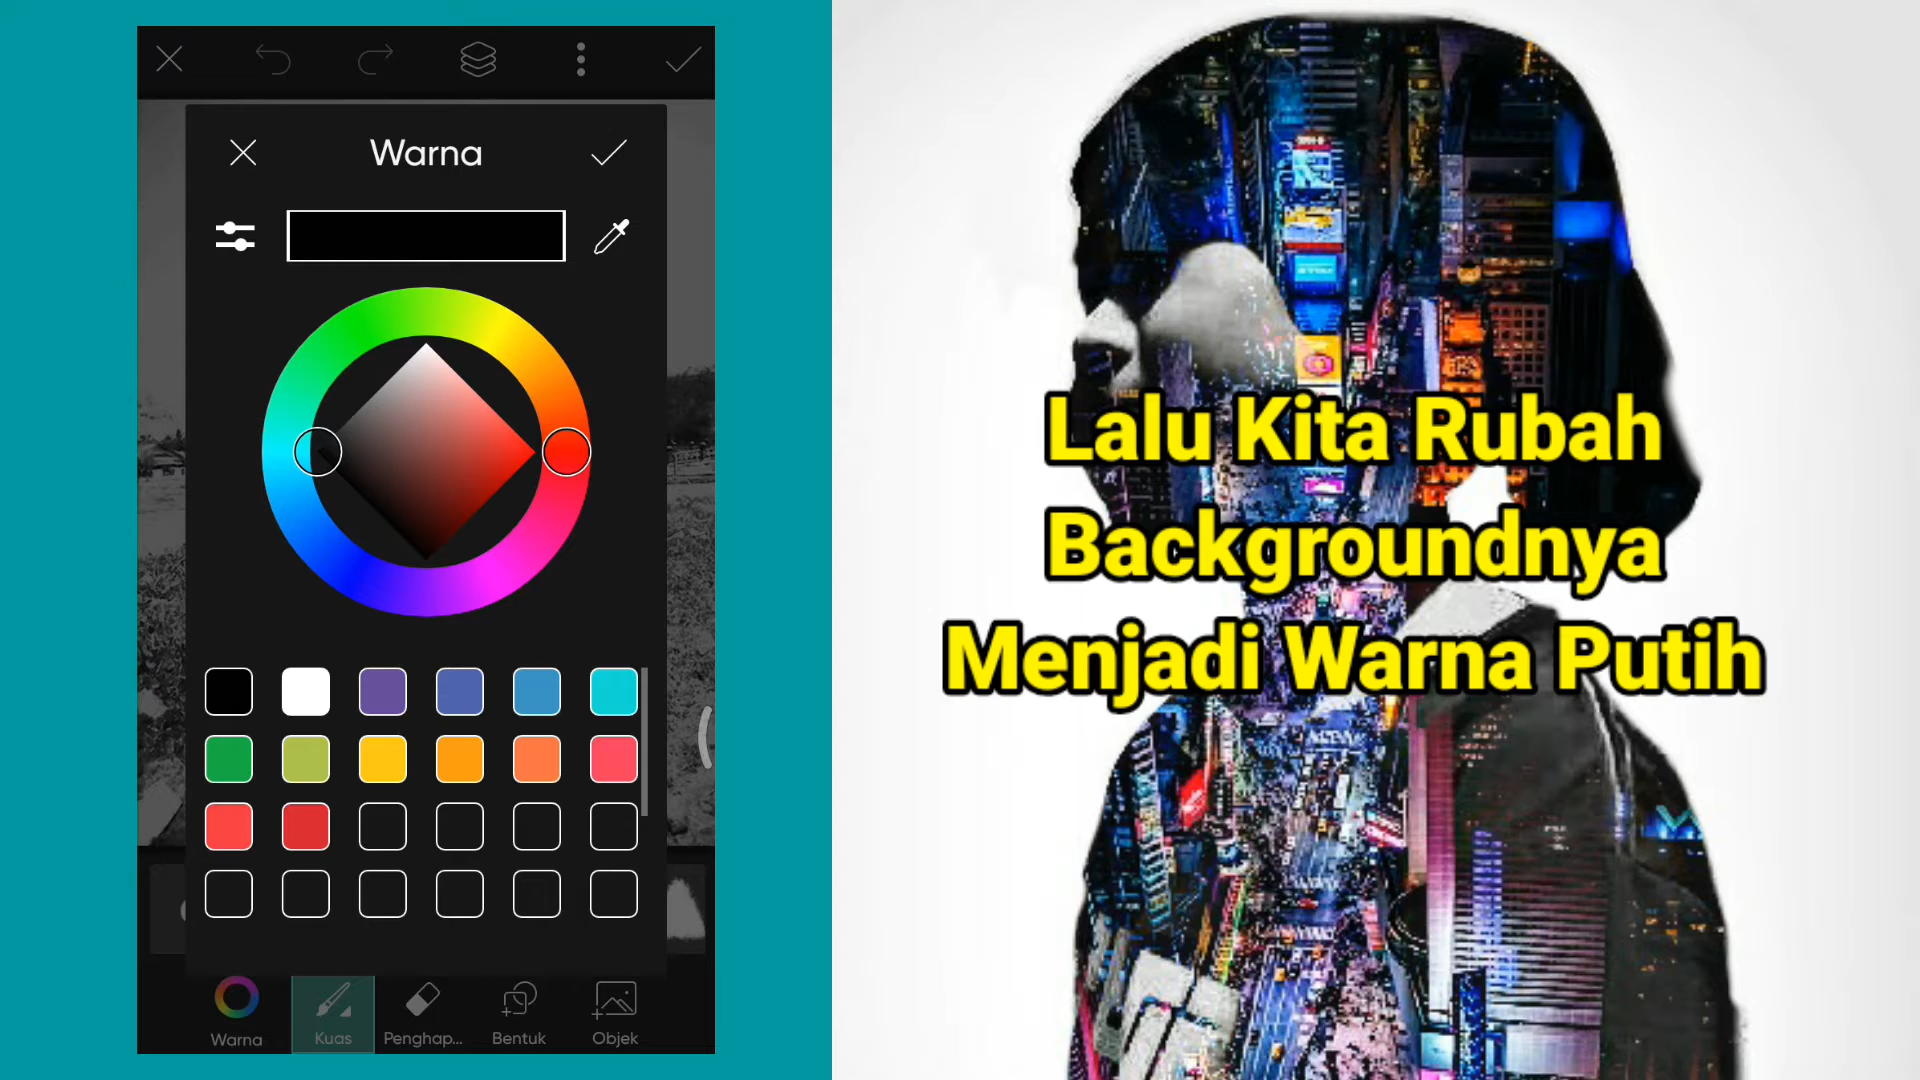 Warna
Warna
Kuas
Penghap...
Bentuk
Objek
Lalu Kita Rubah
Backgroundnya
Menjadi Warna Putih